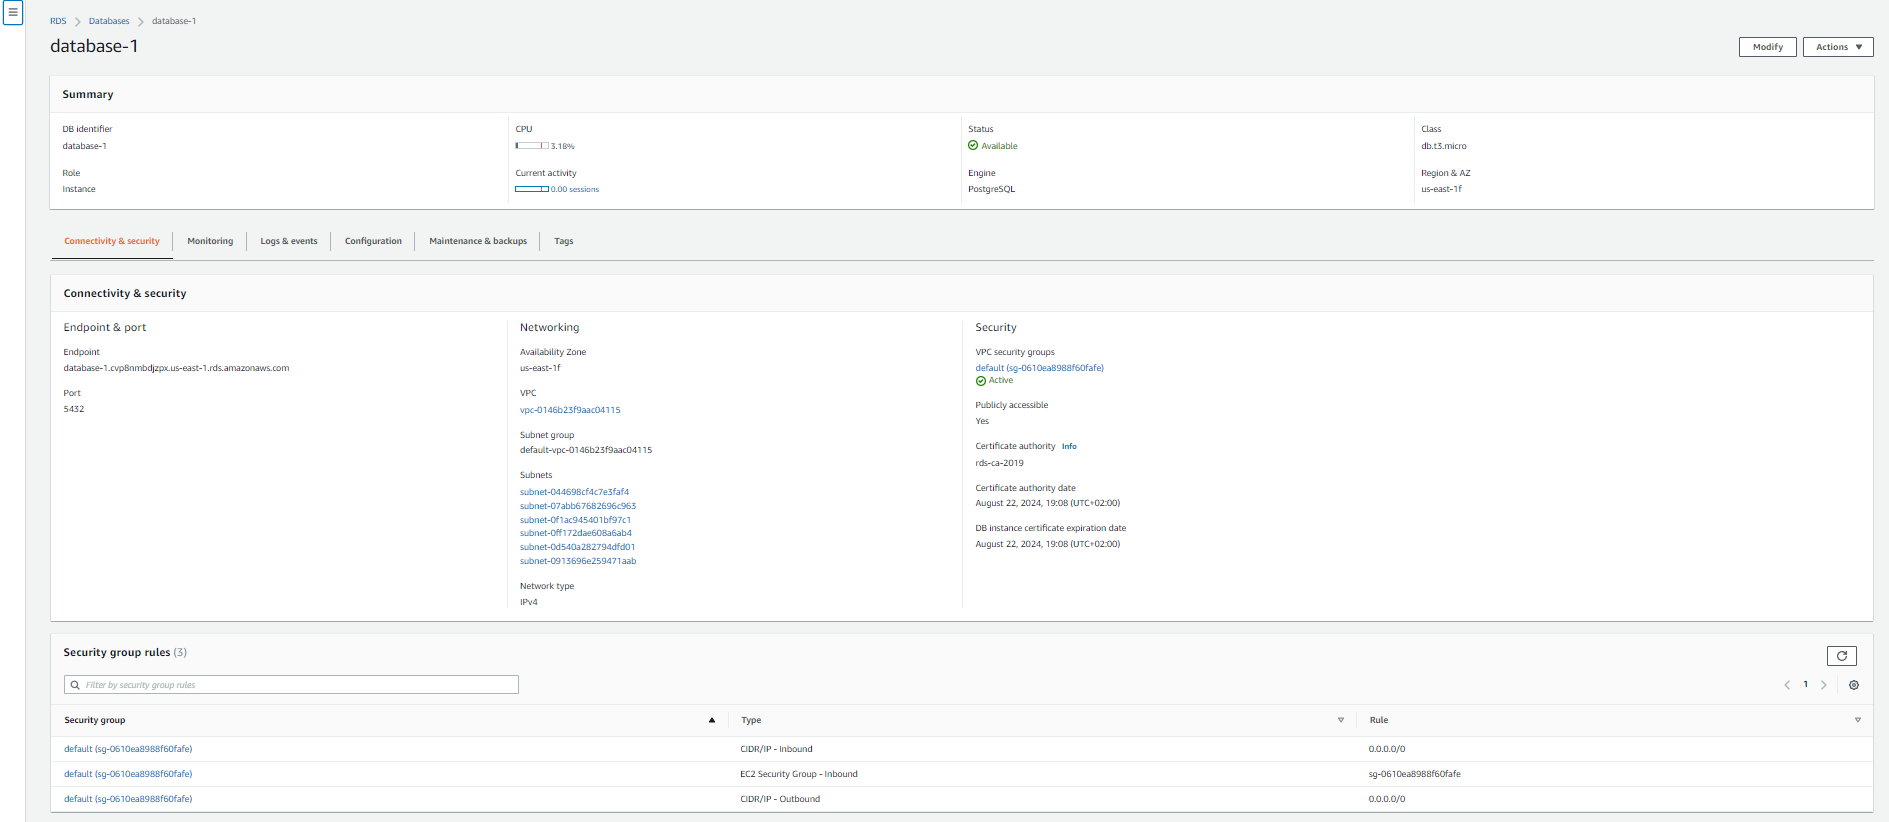 RDS > Databases > database-1
database-1
Modify
Actions
Summary
DB identifier
database-1
CPU
3.18%
Status
Available
Class
db.t3.micro
Role
Instance
Current activity
0.00 sessions
Engine
PostgreSQL
Region & AZ
us-east-1f
Connectivity & security
Monitoring
Logs & events
Configuration
Maintenance & backups
Tags
Connectivity & security
Endpoint & port
Endpoint
database-1.cvp8nmbdjzpx.us-east-1.rds.amazonaws.com
Port
5432
Networking
Availability Zone
us-east-1f
VPC
vpc-0146b23f9aac04115
Subnet group
default-vpc-0146b23f9aac04115
Subnets
subnet-044698cf4c7e3faf4
subnet-07abb67682696c963
subnet-0f1ac945401bf97c1
subnet-0ff172dae608a6ab4
subnet-0d540a282794dfd01
subnet-0913696e259471aab
Network type
IPv4
Security
VPC security groups
default (sg-0610ea8988f60fafe)
Active
Publicly accessible
Yes
Certificate authority Info
rds-ca-2019
Certificate authority date
August 22, 2024, 19:08 (UTC+02:00)
DB instance certificate expiration date
August 22, 2024, 19:08 (UTC+02:00)
Security group rules (3)
Filter by security group rules
1
Security group Type Rule
default (sg-0610ea8988f60fafe) CIDR/IP - Inbound 0.0.0.0/0
default (sg-0610ea8988f60fafe) EC2 Security Group - Inbound sg-0610ea8988f60fafe
default (sg-0610ea8988f60fafe) CIDR/IP - Outbound 0.0.0.0/0